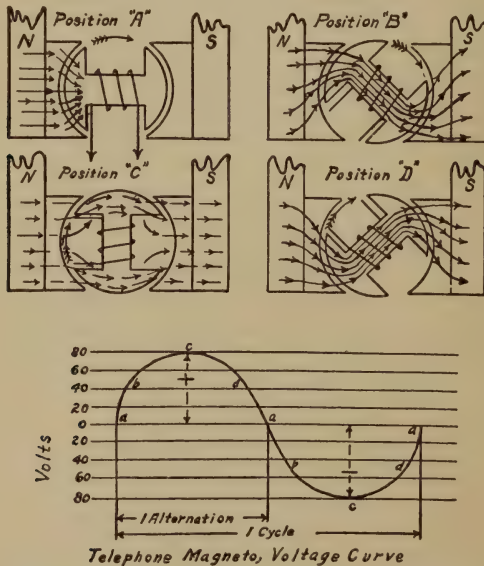 Position "A"
Position "B"
N
S
N
S
Position "C"
Position "D"
N
S
N
S
80
60
40
20
0
20
40
60
80
Volts
a
b
c
d
a
b
c
d
a
+
−
1 Alternation
1 Cycle
Telephone Magneto, Voltage Curve